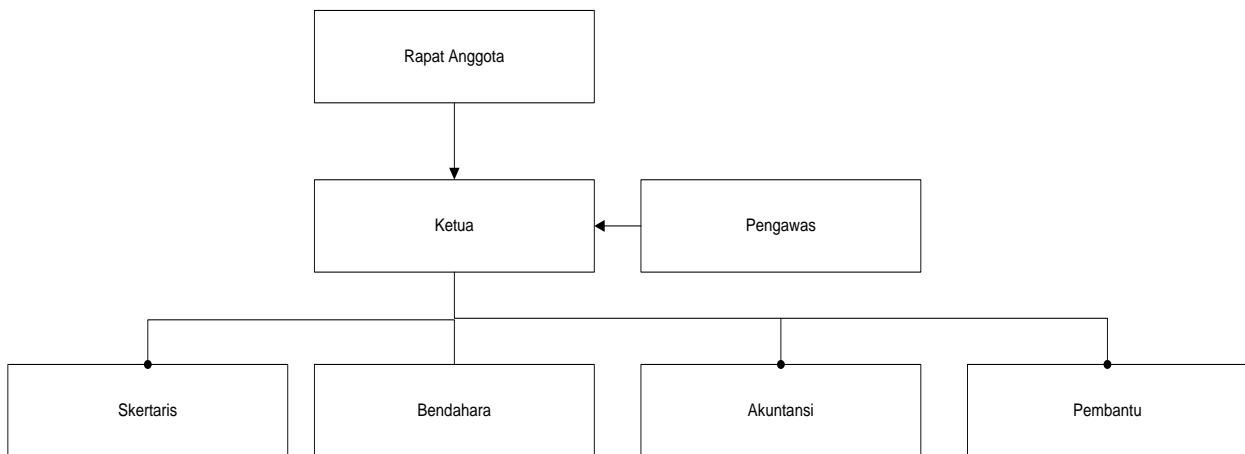 Rapat Anggota
Ketua
Pengawas
Skertaris
Bendahara
Akuntansi
Pembantu